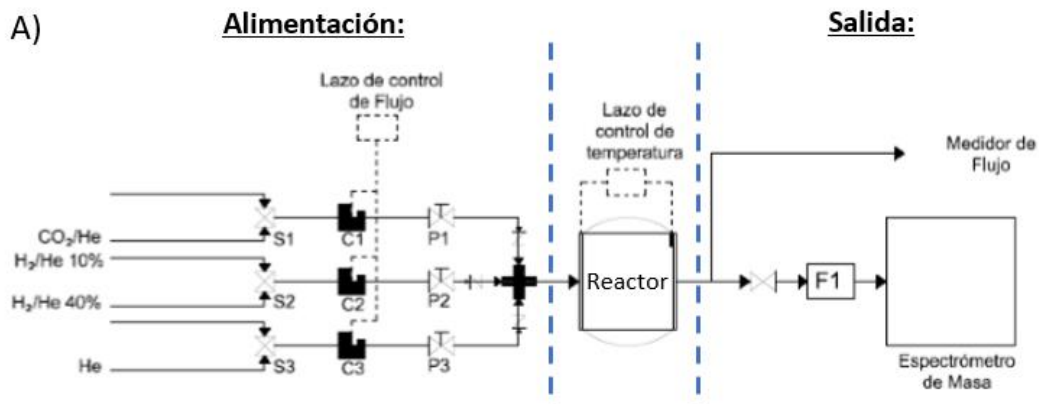 A)
Alimentación:
Salida:
Lazo de control
de Flujo
Lazo de
control de
temperatura
Medidor de
Flujo
CO₂/He
S1
C1
P1
H₂/He 10%
H₂/He 40%
S2
C2
P2
He
S3
C3
P3
Reactor
F1
Espectrómetro
de Masa